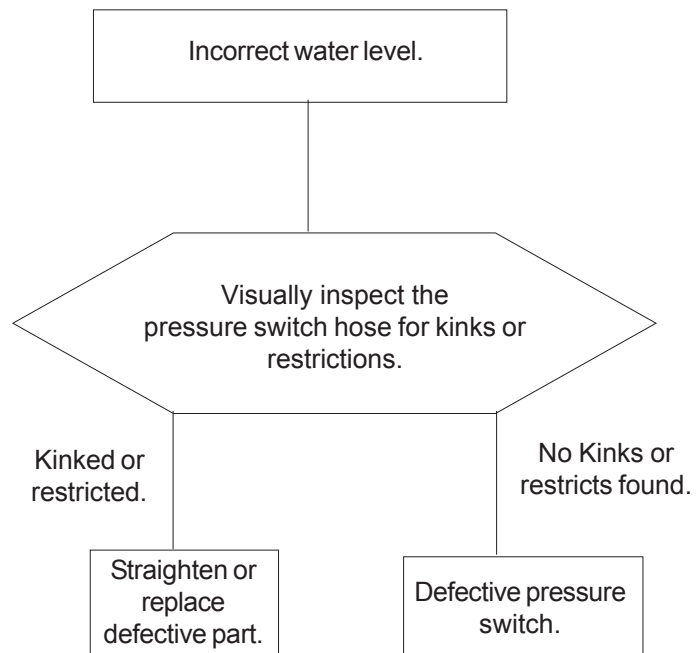 Incorrect water level.
Visually inspect the
pressure switch hose for kinks or
restrictions.
Kinked or
restricted.
No Kinks or
restricts found.
Straighten or
replace
defective part.
Defective pressure
switch.